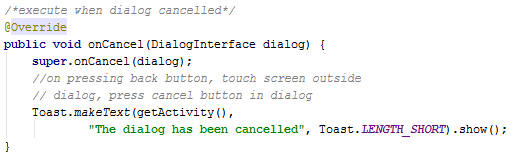 /*execute when dialog cancelled*/
@Override
public void onCancel(DialogInterface dialog) {
    super.onCancel(dialog);
    //on pressing back button, touch screen outside
    // dialog, press cancel button in dialog
    Toast.makeText(getActivity(),
            "The dialog has been cancelled", Toast.LENGTH_SHORT).show();
}